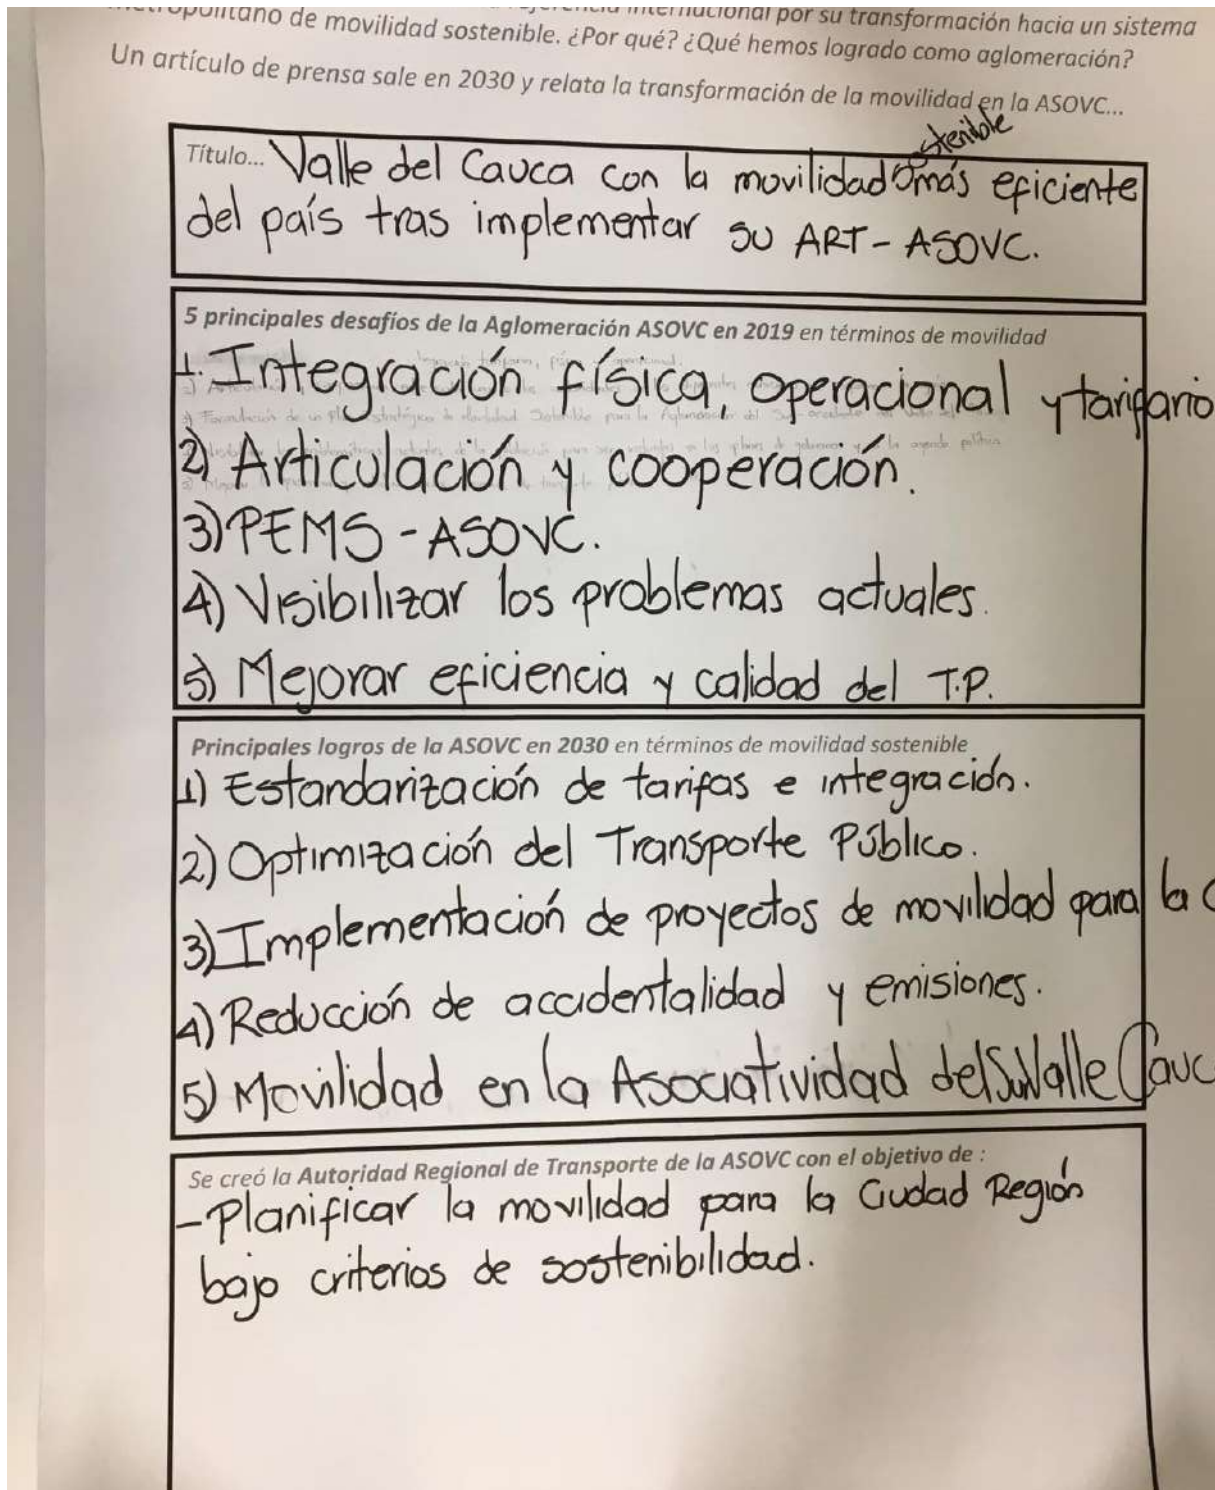 internacional por su transformación hacia un sistema
de movilidad sostenible. ¿Por qué? ¿Qué hemos logrado como aglomeración?
Un artículo de prensa sale en 2030 y relata la transformación de la movilidad en la ASOVC...
sostenible
Título... Valle del Cauca con la movilidad más eficiente
del país tras implementar su ART - ASOVC.
5 principales desafíos de la Aglomeración ASOVC en 2019 en términos de movilidad
1. Integración física, operacional y tarifario
2) Articulación y cooperación.
3) PEMS - ASOVC.
4) Visibilizar los problemas actuales.
5) Mejorar eficiencia y calidad del T.P.
Principales logros de la ASOVC en 2030 en términos de movilidad sostenible
1) Estandarización de tarifas e integración.
2) Optimización del Transporte Público.
3) Implementación de proyectos de movilidad para la
4) Reducción de accidentalidad y emisiones.
5) Movilidad en la Asociatividad del Sur Valle Cauc
Se creó la Autoridad Regional de Transporte de la ASOVC con el objetivo de :
- Planificar la movilidad para la Ciudad Región
bajo criterios de sostenibilidad.